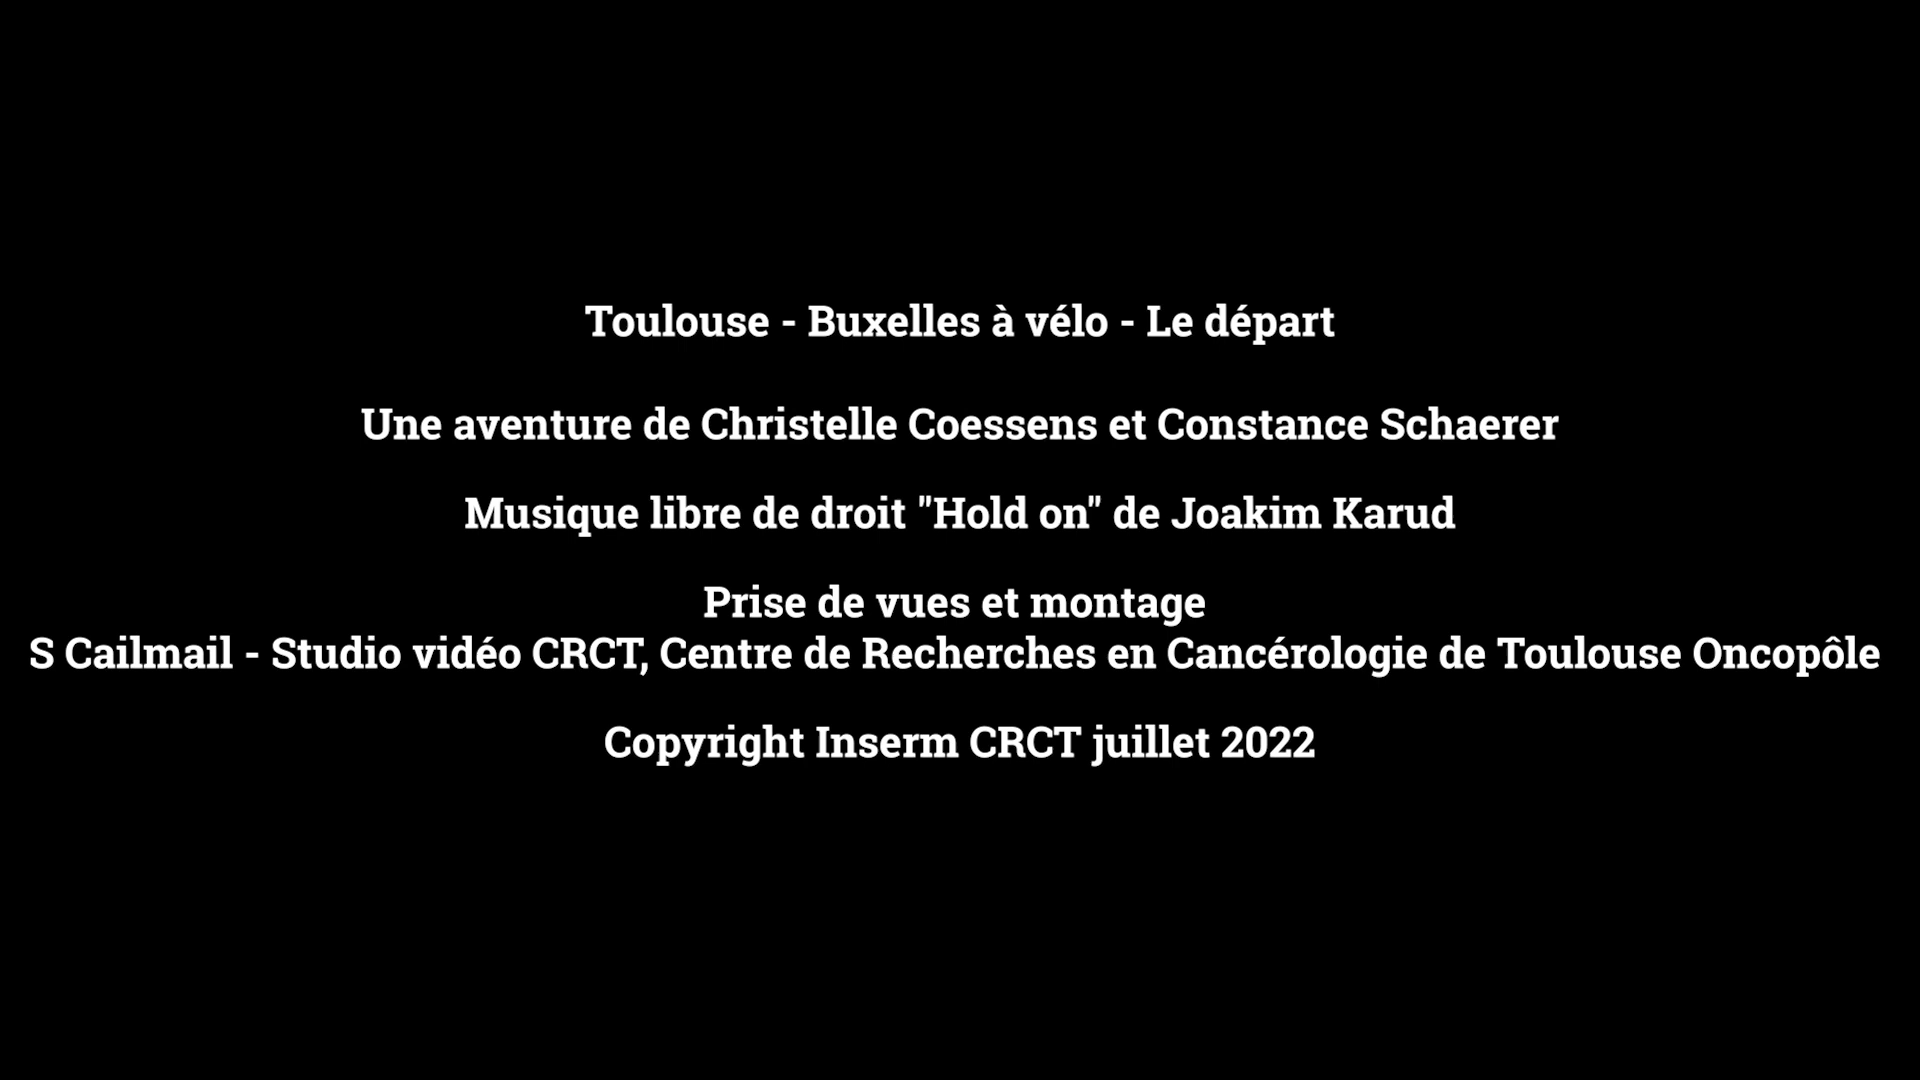 Toulouse - Buxelles à vélo - Le départ
Une aventure de Christelle Coessens et Constance Schaerer
Musique libre de droit "Hold on" de Joakim Karud
Prise de vues et montage
S Cailmail - Studio vidéo CRCT, Centre de Recherches en Cancérologie de Toulouse Oncopôle
Copyright Inserm CRCT juillet 2022